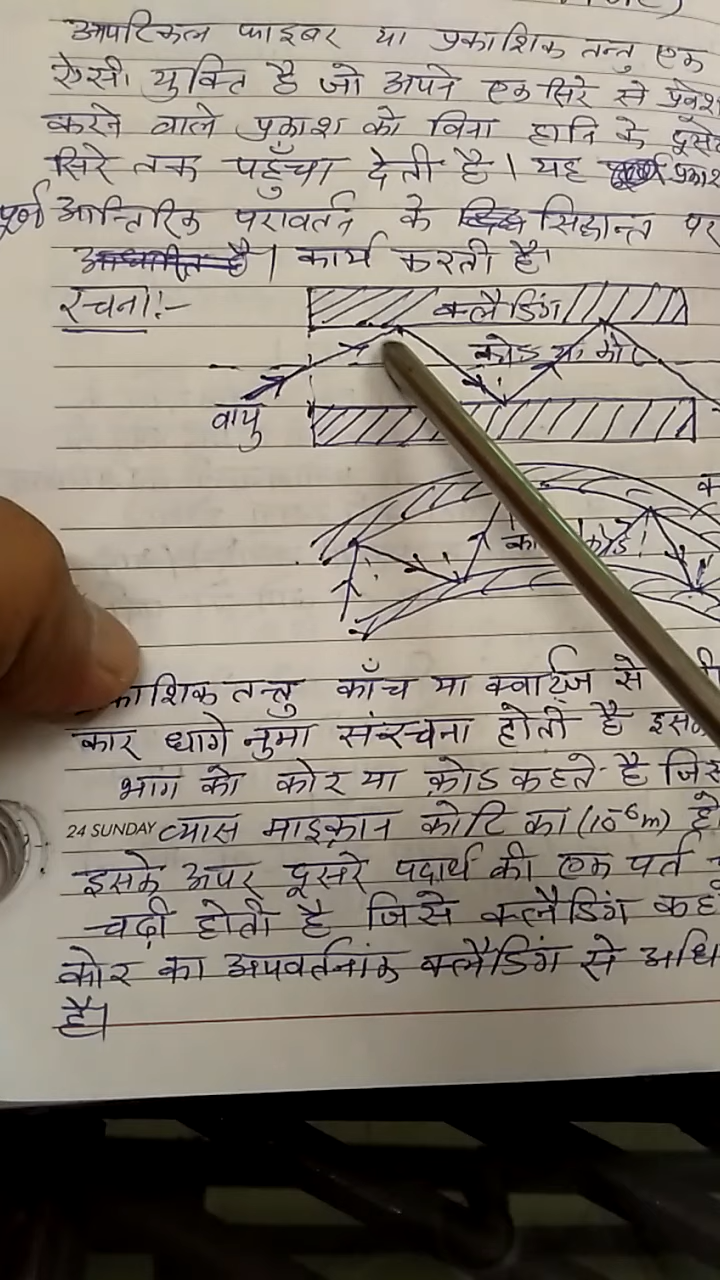 आपटिकल फाइबर या प्रकाशिक तन्तु एक
ऐसी युक्ति है जो अपने एक सिरे से प्रवेश
करने वाले प्रकाश को बिना हानि के दूसरे
सिरे तक पहुँचा देती है। यह प्रकाश
पूर्ण आन्तरिक परावर्तन के सिद्धान्त पर
कार्य करती है।
रचना:-
क्लैडिंग
कोड या कोर
वायु
काशिक तन्तु काँच या क्वार्ट्ज से
कार धागे नुमा संरचना होती है इसके
भाग को कोर या क्रोड कहते है जिस
24 SUNDAY व्यास माइक्रान कोटि का (10⁻⁶m) हो
इसके ऊपर दूसरे पदार्थ की एक पर्त
चढ़ी होती है जिसे क्लैडिंग कह
कोर का अपवर्तनांक क्लैडिंग से अधि
है।